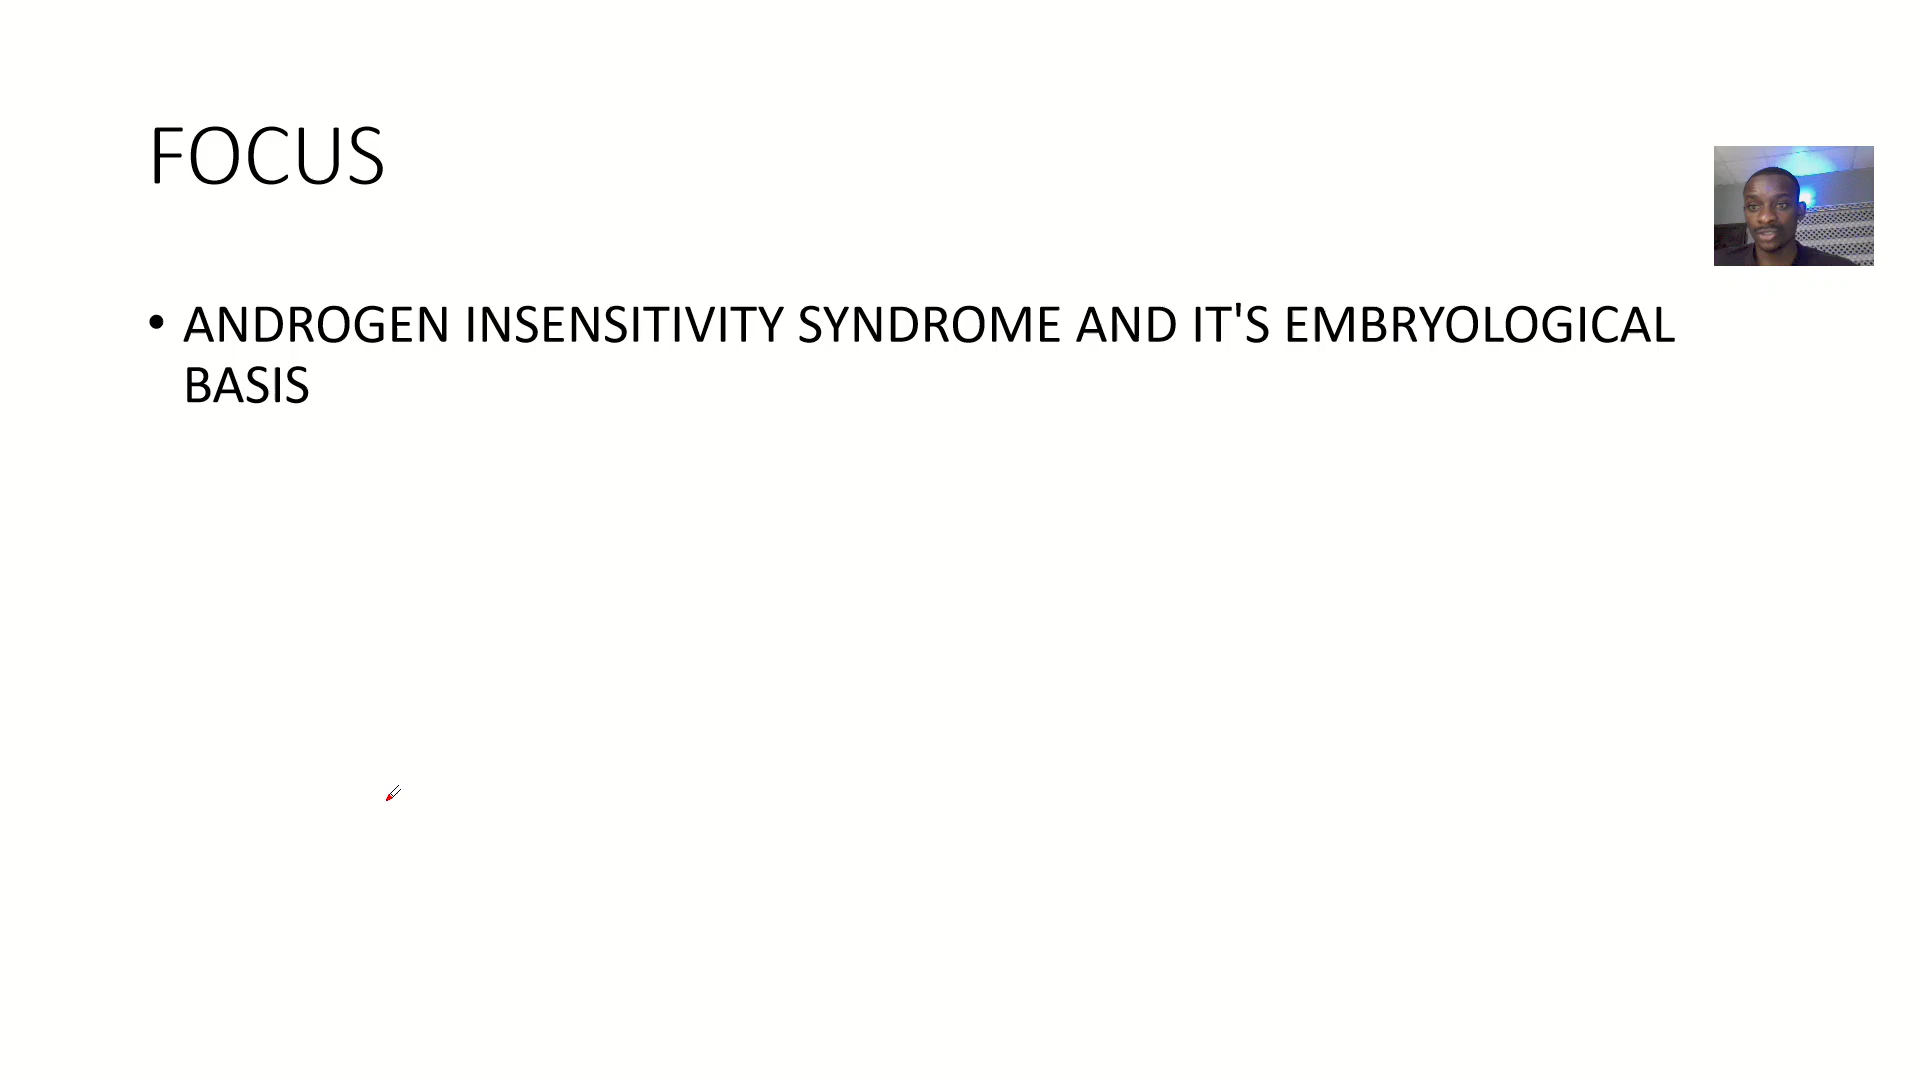 FOCUS
• ANDROGEN INSENSITIVITY SYNDROME AND IT'S EMBRYOLOGICAL
BASIS